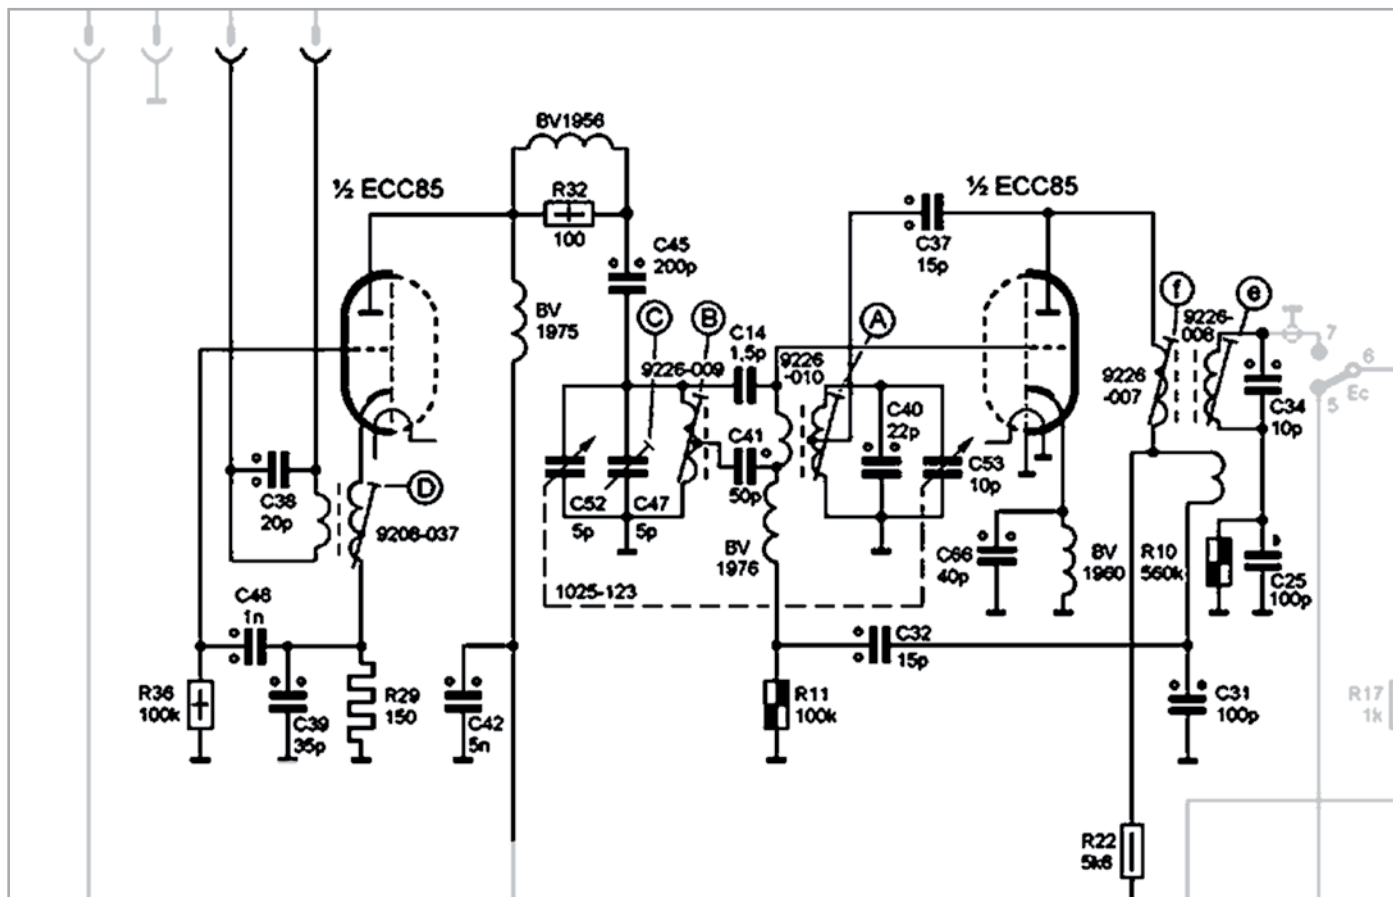 BV1956
½ ECC85
R32
100
½ ECC85
C37
15p
C45
200p
BV
1975
C
B
A
f
e
C14
1,5p
9226-009
9226
-010
9226-
008
9226
-007
7
6
5
Ec
C34
10p
C40
22p
C41
50p
C53
10p
C38
20p
D
9208-037
C52
5p
C47
5p
BV
1976
C66
40p
BV
1960
R10
560k
C25
100p
1025-123
C48
1n
C32
15p
R36
100k
C39
35p
R29
150
C42
5n
R11
100k
C31
100p
R17
1k
R22
5k6